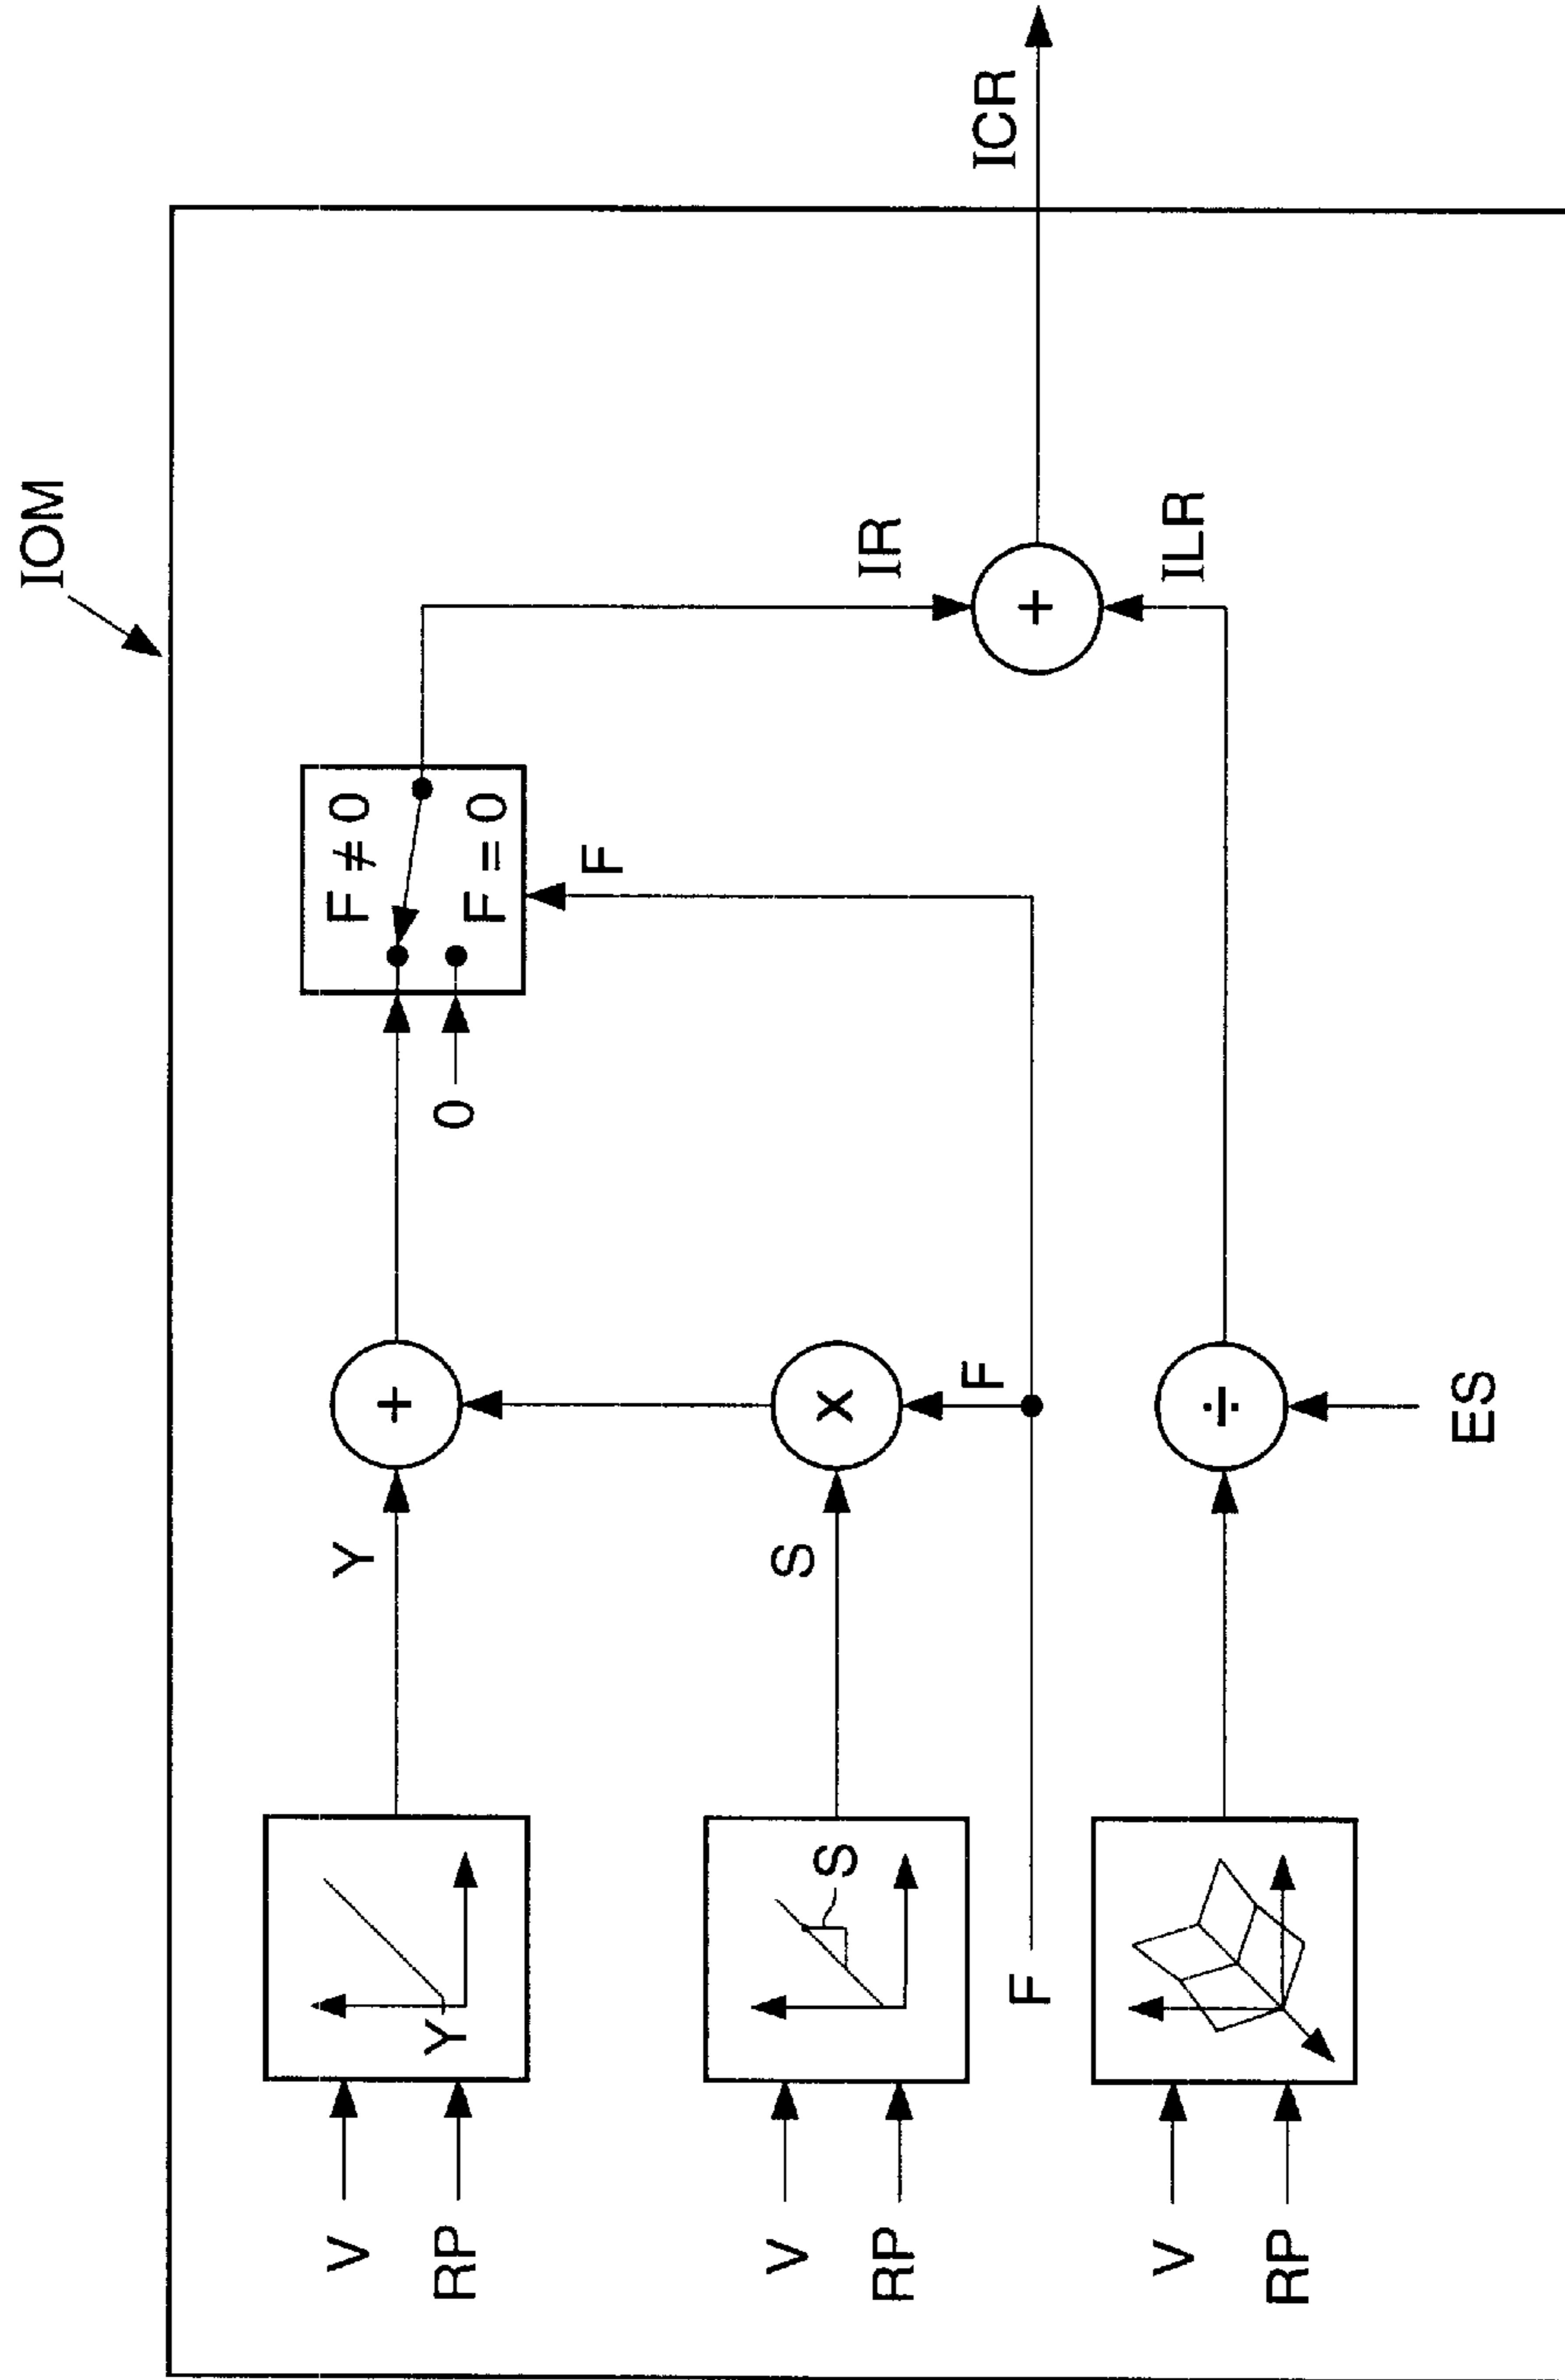 IOM
V
RP
Y
Y
+
0
F ≠ 0
F = 0
F
IR
V
RP
S
S
x
F
F
+
ICR
V
RP
÷
ES
ILR